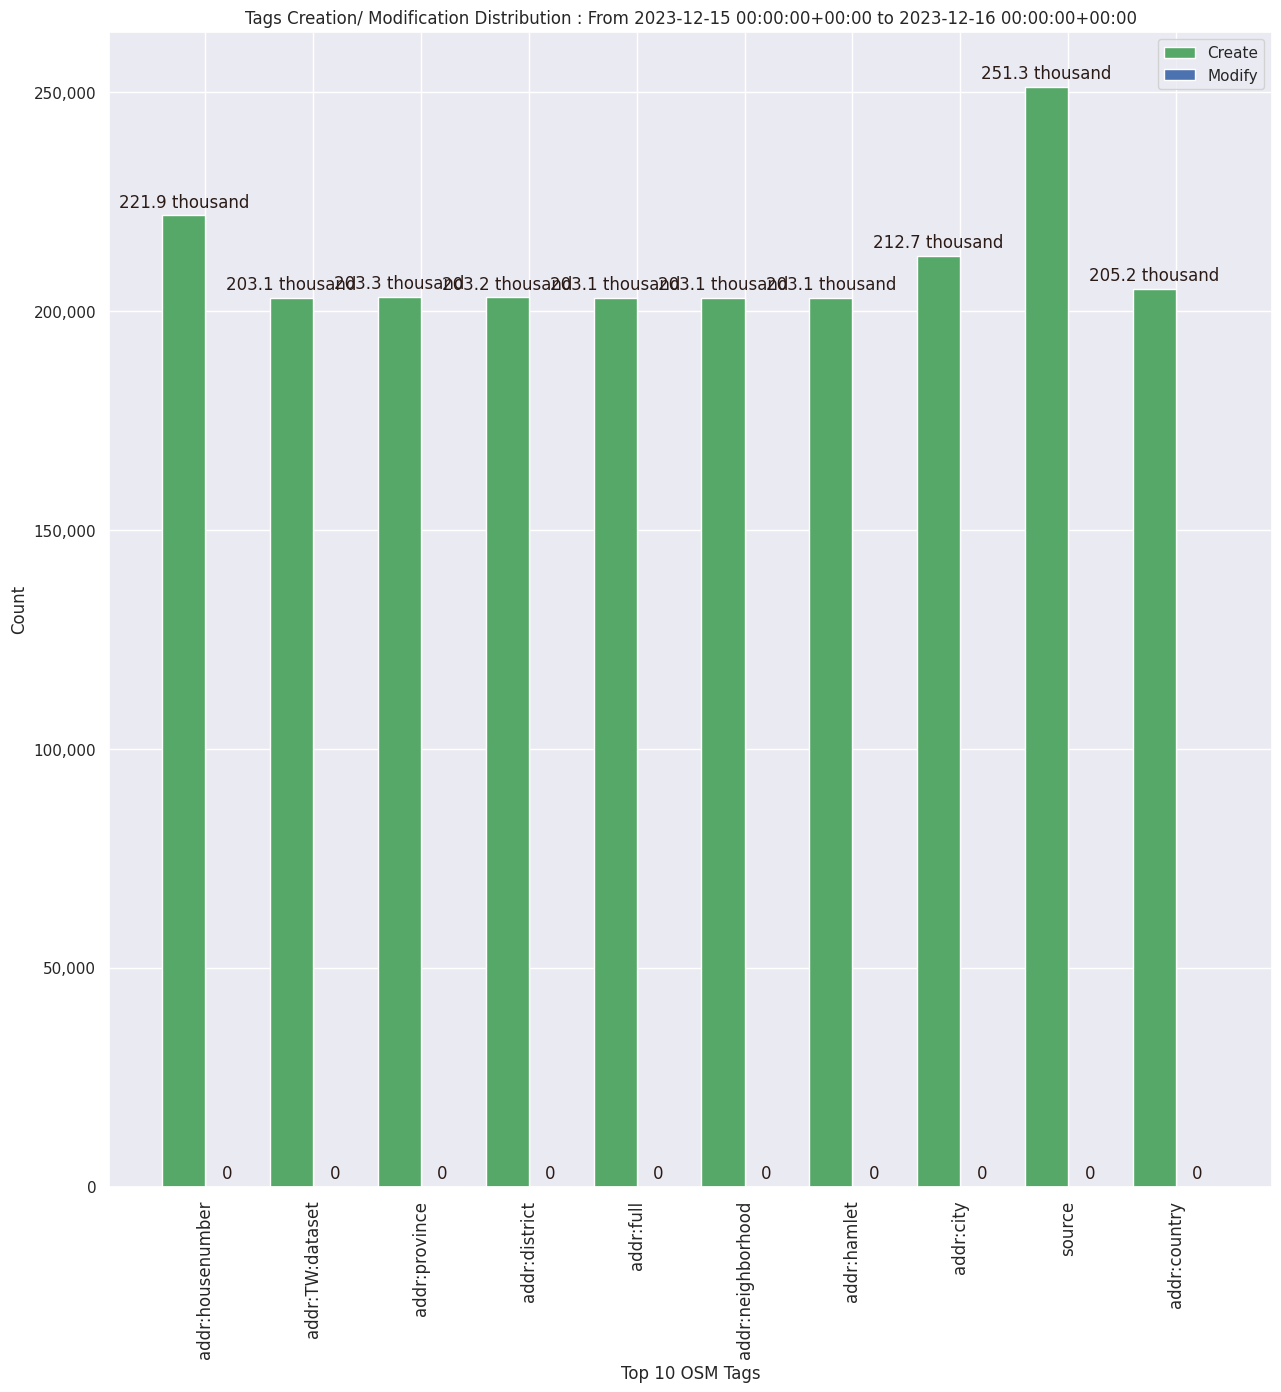 Tags Creation/ Modification Distribution : From 2023-12-15 00:00:00+00:00 to 2023-12-16 00:00:00+00:00
Create
Modify
251.3 thousand
250,000
221.9 thousand
212.7 thousand
203.1 thousand
203.3 thousand
203.2 thousand
203.1 thousand
203.1 thousand
203.1 thousand
205.2 thousand
200,000
150,000
100,000
50,000
0
Count
0 0 0 0 0 0 0 0 0 0
addr:housenumber
addr:TW:dataset
addr:province
addr:district
addr:full
addr:neighborhood
addr:hamlet
addr:city
source
addr:country
Top 10 OSM Tags